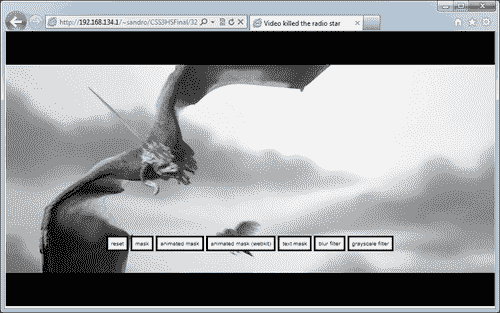 http://192.168.134.1/~sandro/CSS3HSFinal/32
Video killed the radio star
reset mask animated mask animated mask (webkit) text mask blur filter grayscale filter